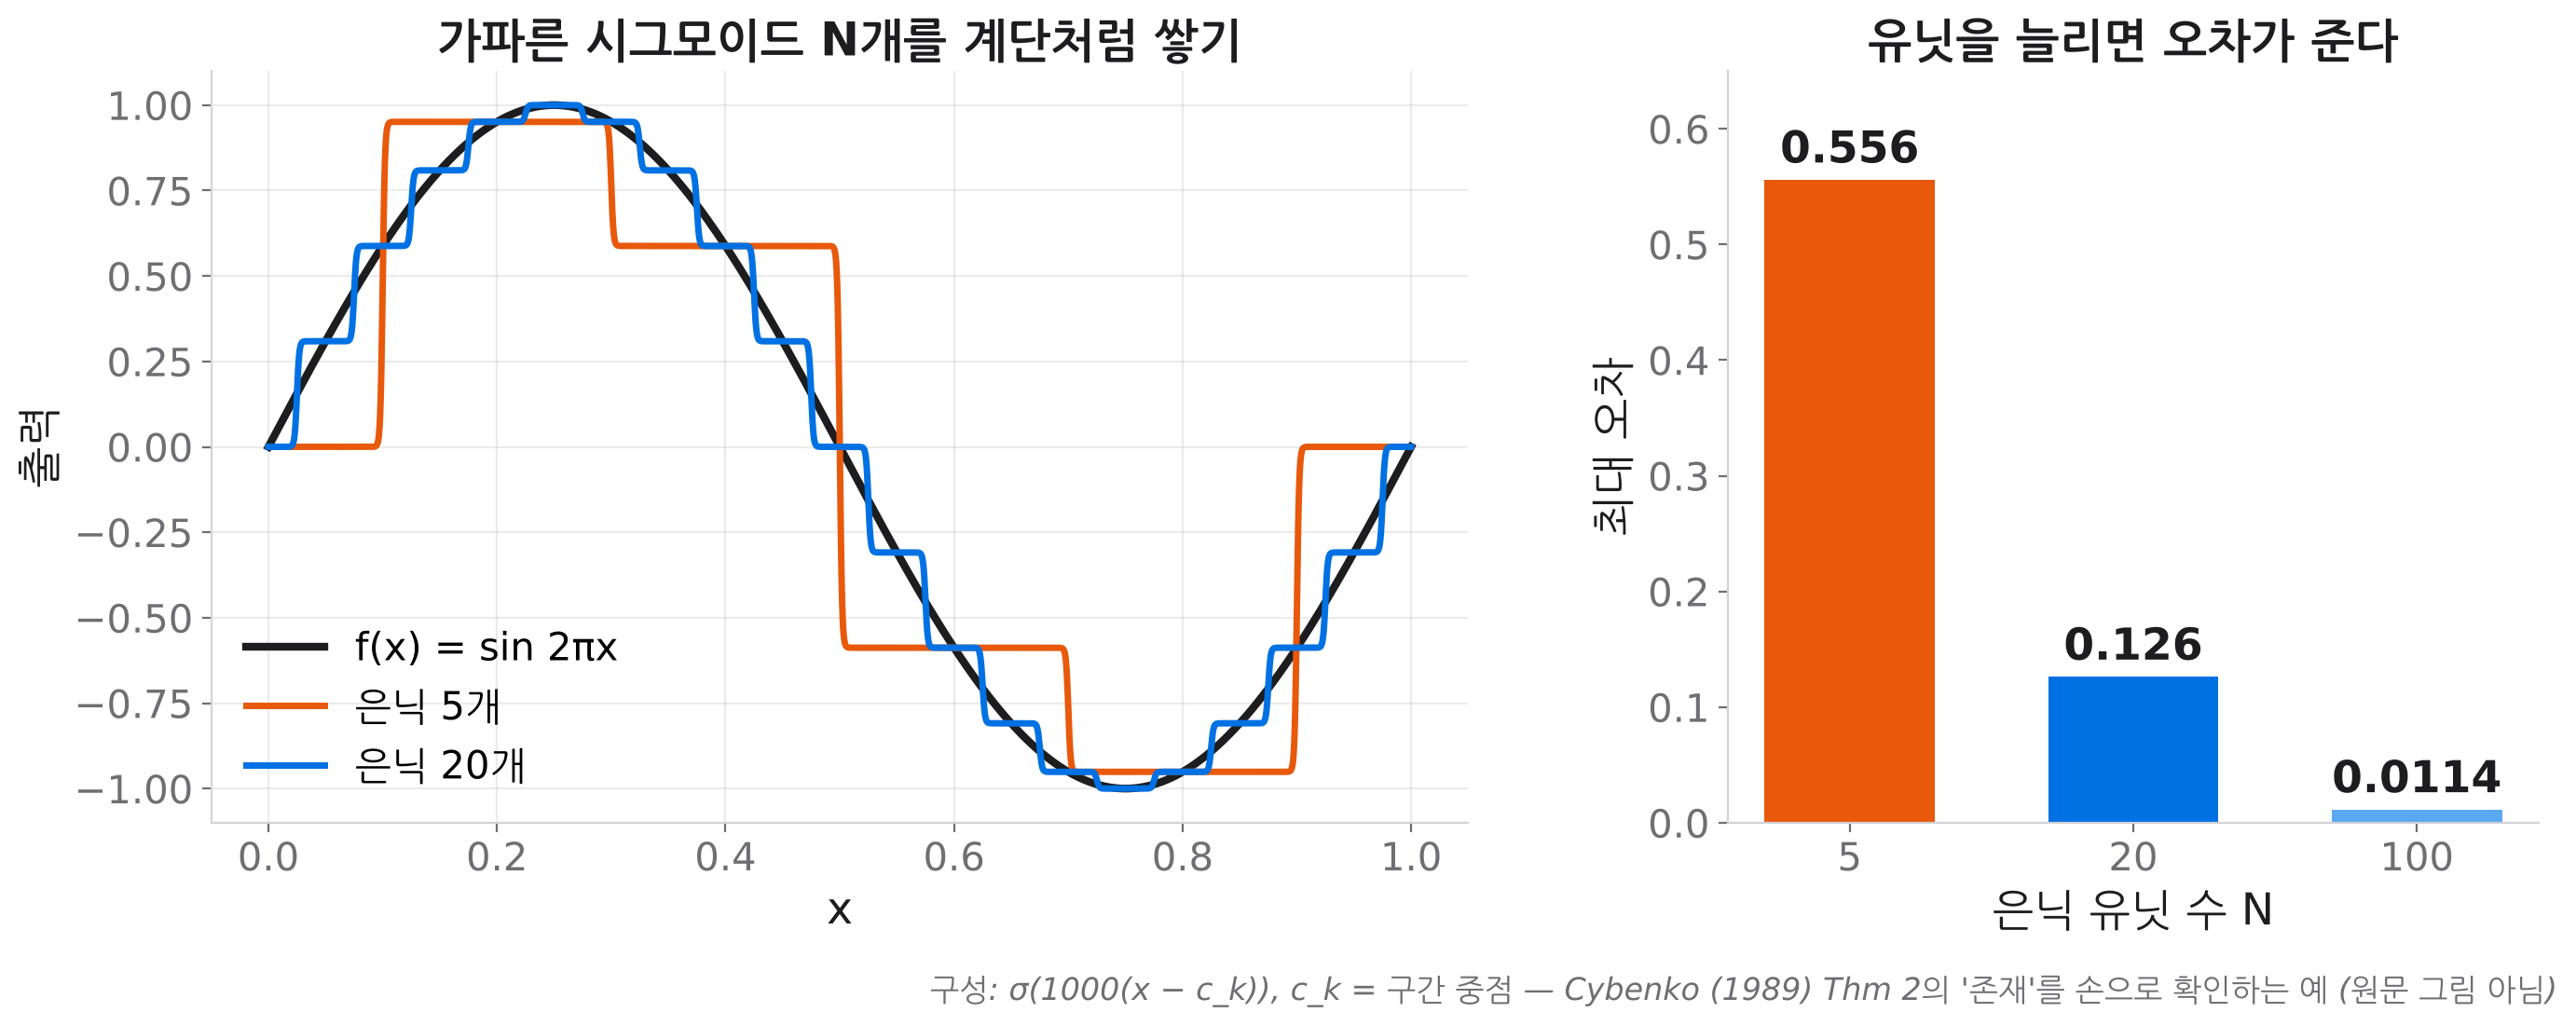 가파른 시그모이드 N개를 계단처럼 쌓기
출력
1.00
0.75
0.50
0.25
0.00
−0.25
−0.50
−0.75
−1.00
f(x) = sin 2πx
은닉 5개
은닉 20개
0.0 0.2 0.4 0.6 0.8 1.0
x
유닛을 늘리면 오차가 준다
최대 오차
0.6
0.5
0.4
0.3
0.2
0.1
0.0
0.556
0.126
0.0114
5 20 100
은닉 유닛 수 N
구성: σ(1000(x − c_k)), c_k = 구간 중점 — Cybenko (1989) Thm 2의 '존재'를 손으로 확인하는 예 (원문 그림 아님)